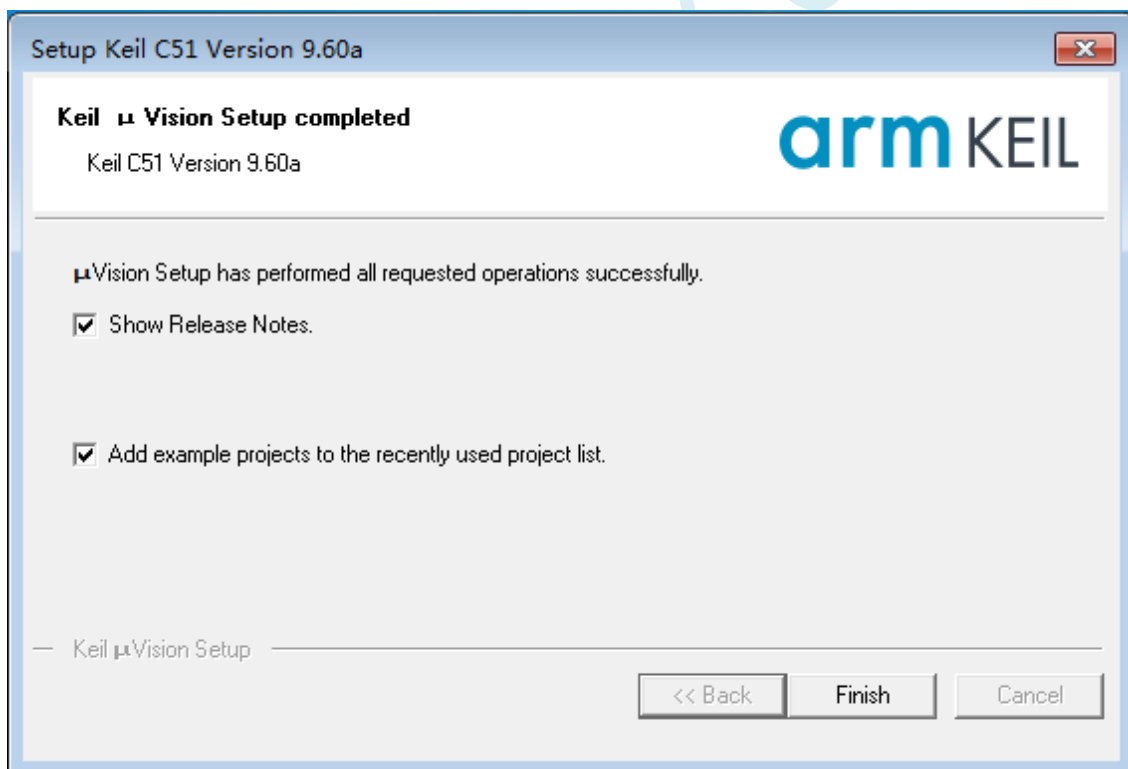 Setup Keil C51 Version 9.60a
Keil μ Vision Setup completed
Keil C51 Version 9.60a
arm KEIL
μVision Setup has performed all requested operations successfully.
Show Release Notes.
Add example projects to the recently used project list.
Keil μVision Setup
<< Back
Finish
Cancel